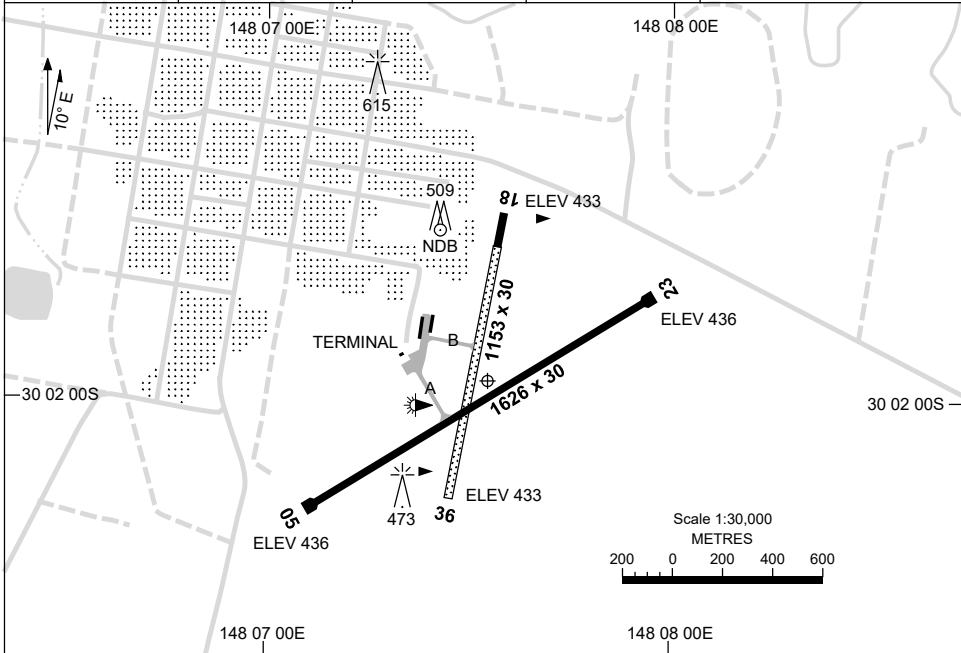 148 07 00E
148 08 00E
10° E
615
509
NDB
18
ELEV 433
23
ELEV 436
1153 x 30
TERMINAL
B
A
1626 x 30
30 02 00S
30 02 00S
473
36
ELEV 433
05
ELEV 436
Scale 1:30,000
METRES
200 0 200 400 600
148 07 00E
148 08 00E